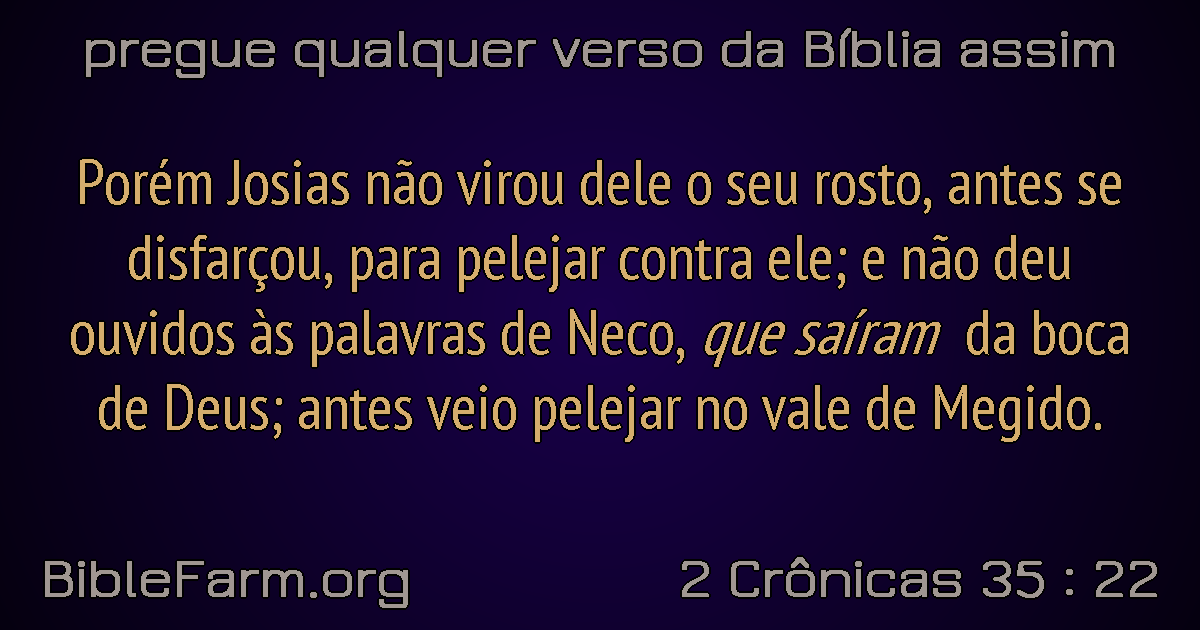 pregue qualquer verso da Bíblia assim
Porém Josias não virou dele o seu rosto, antes se
disfarçou, para pelejar contra ele; e não deu
ouvidos às palavras de Neco, que saíram da boca
de Deus; antes veio pelejar no vale de Megido.
BibleFarm.org
2 Crônicas 35 : 22